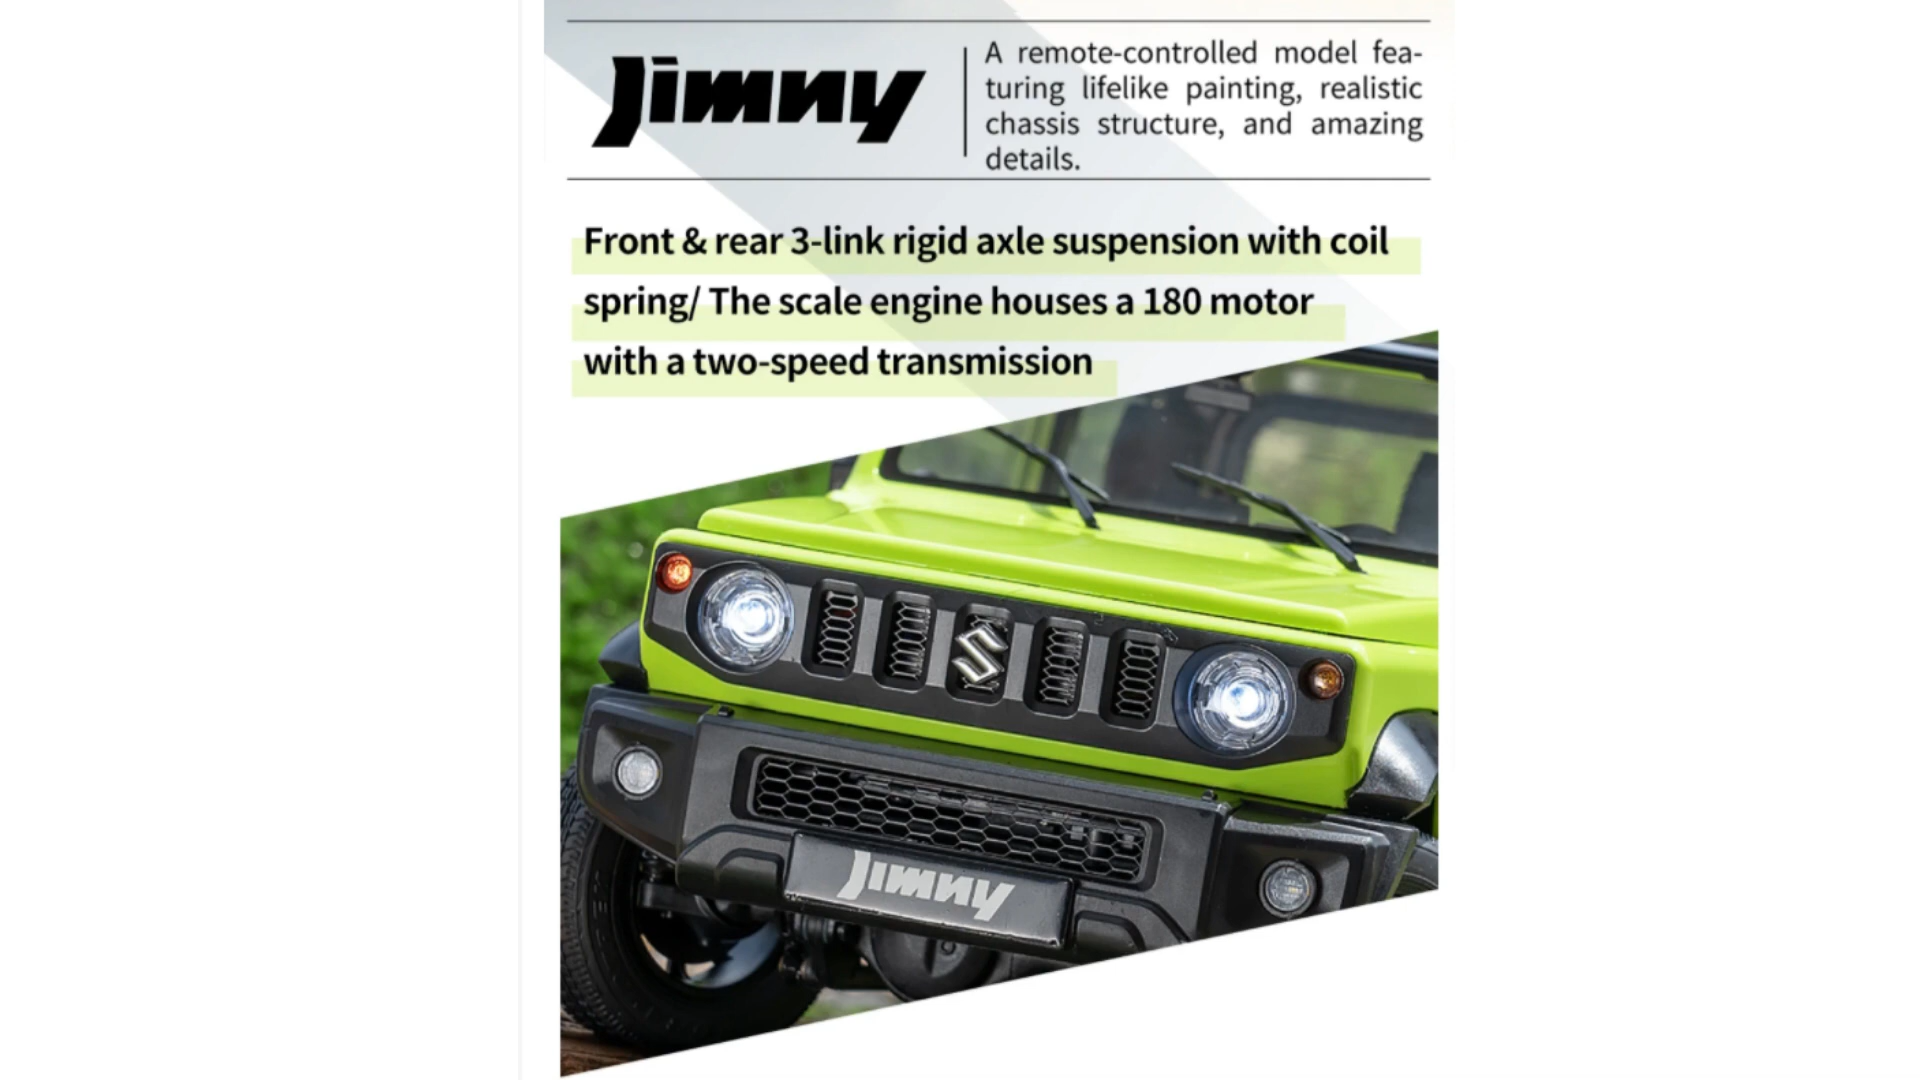 Jimny
A remote-controlled model fea-
turing lifelike painting, realistic
chassis structure, and amazing
details.
Front & rear 3-link rigid axle suspension with coil
spring/ The scale engine houses a 180 motor
with a two-speed transmission
Jimny